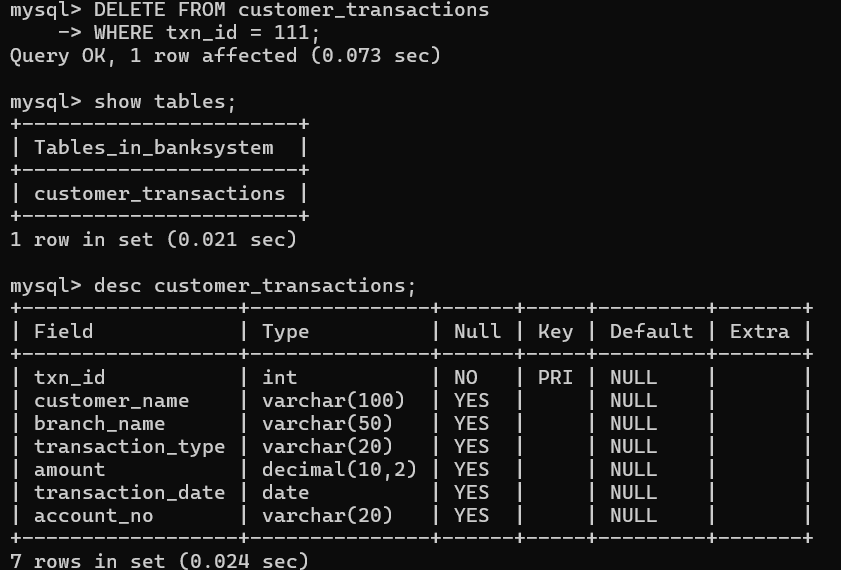 mysql> DELETE FROM customer_transactions
    -> WHERE txn_id = 111;
Query OK, 1 row affected (0.073 sec)

mysql> show tables;
+-----------------------+
| Tables_in_banksystem  |
+-----------------------+
| customer_transactions |
+-----------------------+
1 row in set (0.021 sec)

mysql> desc customer_transactions;
+------------------+---------------+------+-----+---------+-------+
| Field            | Type          | Null | Key | Default | Extra |
+------------------+---------------+------+-----+---------+-------+
| txn_id           | int           | NO   | PRI | NULL    |       |
| customer_name    | varchar(100)  | YES  |     | NULL    |       |
| branch_name      | varchar(50)   | YES  |     | NULL    |       |
| transaction_type | varchar(20)   | YES  |     | NULL    |       |
| amount           | decimal(10,2) | YES  |     | NULL    |       |
| transaction_date | date          | YES  |     | NULL    |       |
| account_no       | varchar(20)   | YES  |     | NULL    |       |
+------------------+---------------+------+-----+---------+-------+
7 rows in set (0.024 sec)